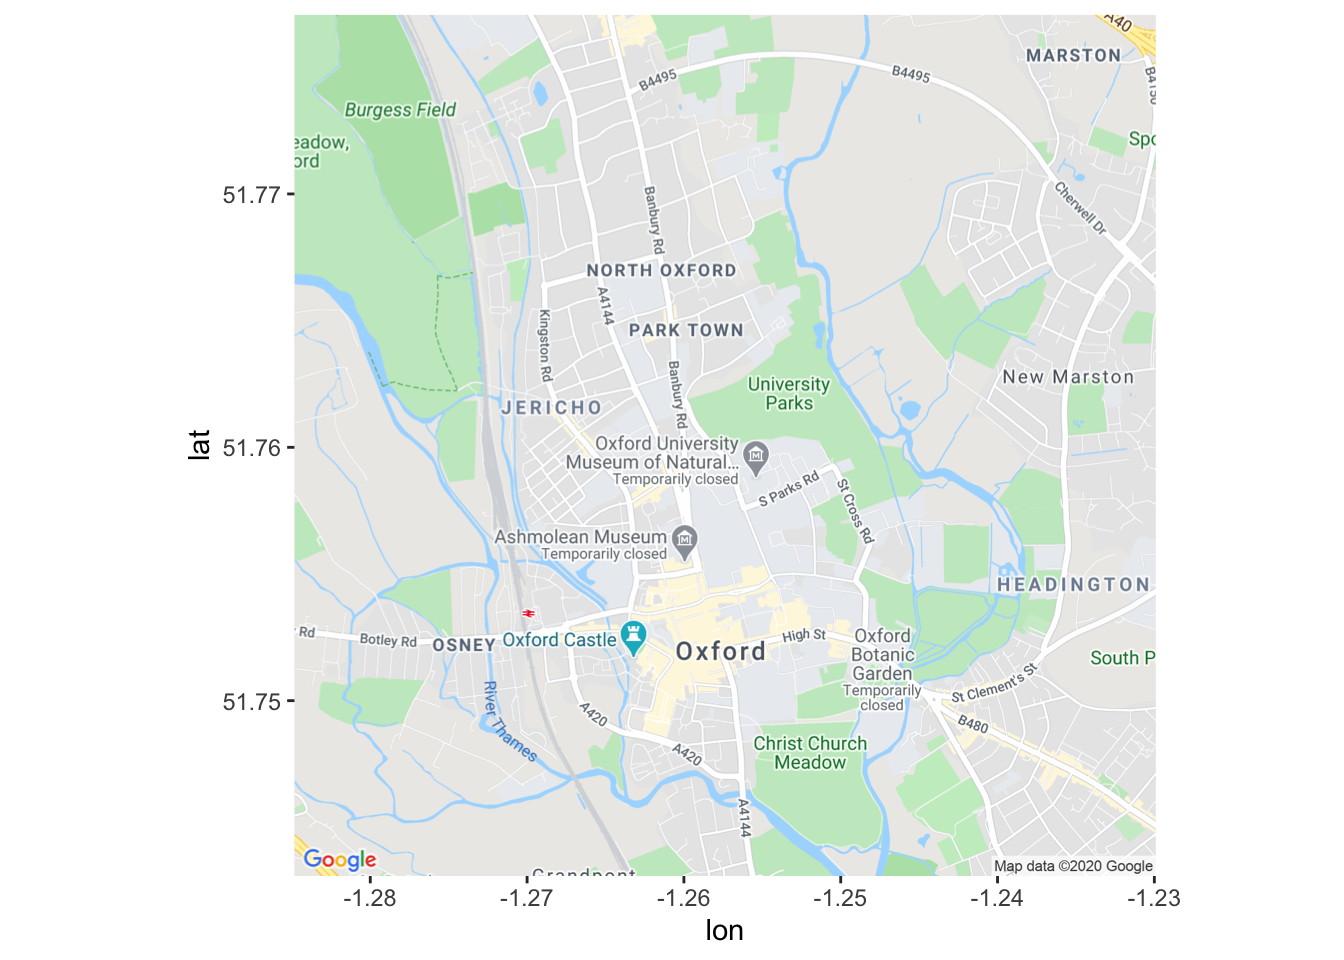 A40
MARSTON
B4495
B4495
Burgess Field
eadow,
ord
Spo
Cherwell Dr
51.77
Banbury Rd
NORTH OXFORD
A4144
Kingston Rd
PARK TOWN
Banbury Rd
New Marston
University
Parks
JERICHO
lat
51.76
Oxford University
Museum of Natural...
Temporarily closed
S Parks Rd
St Cross Rd
Ashmolean Museum
Temporarily closed
HEADINGTON
Rd
Botley Rd
OSNEY
Oxford Castle
Oxford
High St
Oxford
Botanic
Garden
Temporarily
closed
South P
St Clement's St
51.75
River Thames
A420
A420
B480
Christ Church
Meadow
A4144
Google
Grandpont
Map data ©2020 Google
-1.28
-1.27
-1.26
-1.25
-1.24
-1.23
lon